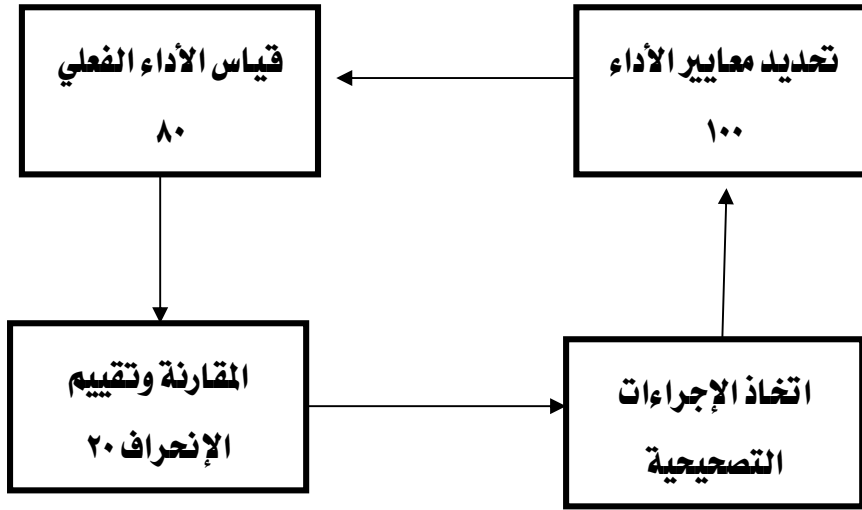 تحديد معايير الأداء
١٠٠
قياس الأداء الفعلي
٨٠
المقارنة وتقييم
الإنحراف ٢٠
اتخاذ الإجراءات
التصحيحية